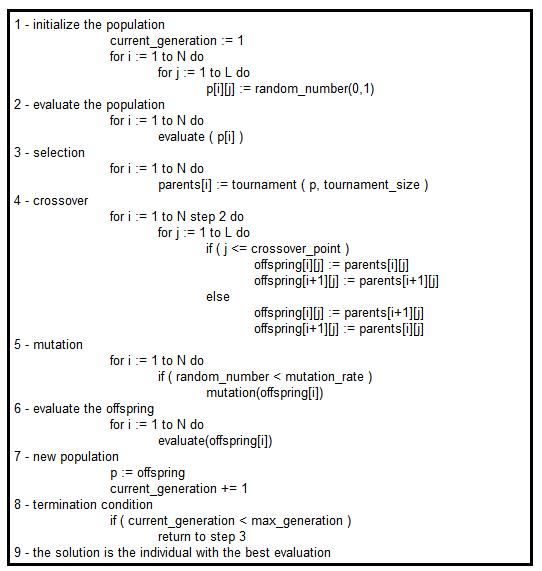 1 - initialize the population
current_generation := 1
for i := 1 to N do
for j := 1 to L do
p[i][j] := random_number(0,1)
2 - evaluate the population
for i := 1 to N do
evaluate ( p[i] )
3 - selection
for i := 1 to N do
parents[i] := tournament ( p, tournament_size )
4 - crossover
for i := 1 to N step 2 do
for j := 1 to L do
if ( j <= crossover_point )
offspring[i][j] := parents[i][j]
offspring[i+1][j] := parents[i+1][j]
else
offspring[i][j] := parents[i+1][j]
offspring[i+1][j] := parents[i][j]
5 - mutation
for i := 1 to N do
if ( random_number < mutation_rate )
mutation(offspring[i])
6 - evaluate the offspring
for i := 1 to N do
evaluate(offspring[i])
7 - new population
p := offspring
current_generation += 1
8 - termination condition
if ( current_generation < max_generation )
return to step 3
9 - the solution is the individual with the best evaluation